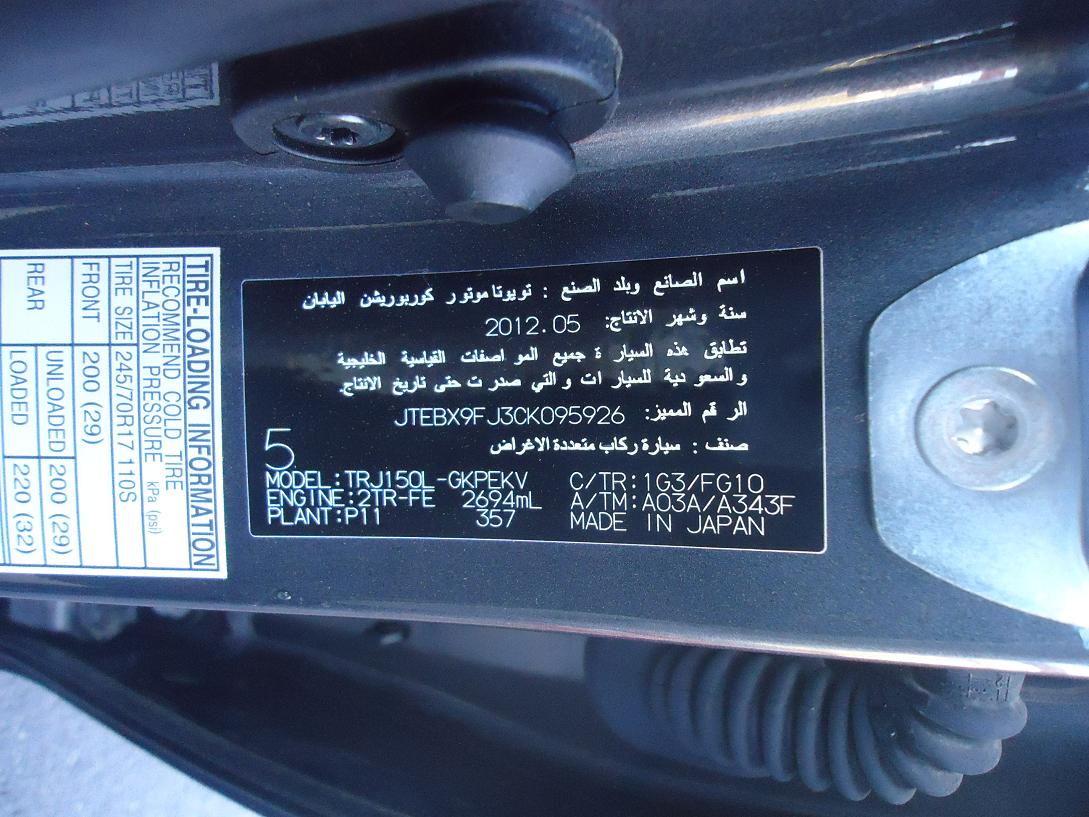 TIRE-LOADING INFORMATION
RECOMMEND COLD TIRE
INFLATION PRESSURE kPa (psi)
TIRE SIZE 245/70R17 110S
FRONT 200 (29)
REAR UNLOADED 200 (29)
LOADED 220 (32)
اسم الصانع وبلد الصنع : تويوتا موتور كوربوريشن اليابان
سنة وشهر الانتاج: 2012.05
تطابق هذه السيارة جميع المواصفات القياسية الخليجية
والسعودية للسيارات والتي صدرت حتى تاريخ الانتاج.
الرقم المميز: JTEBX9FJ3CK095926
صنف : سيارة ركاب متعددة الاغراض
5
MODEL:TRJ150L-GKPEKV C/TR:1G3/FG10
ENGINE:2TR-FE 2694mL A/TM:A03A/A343F
PLANT:P11 357 MADE IN JAPAN